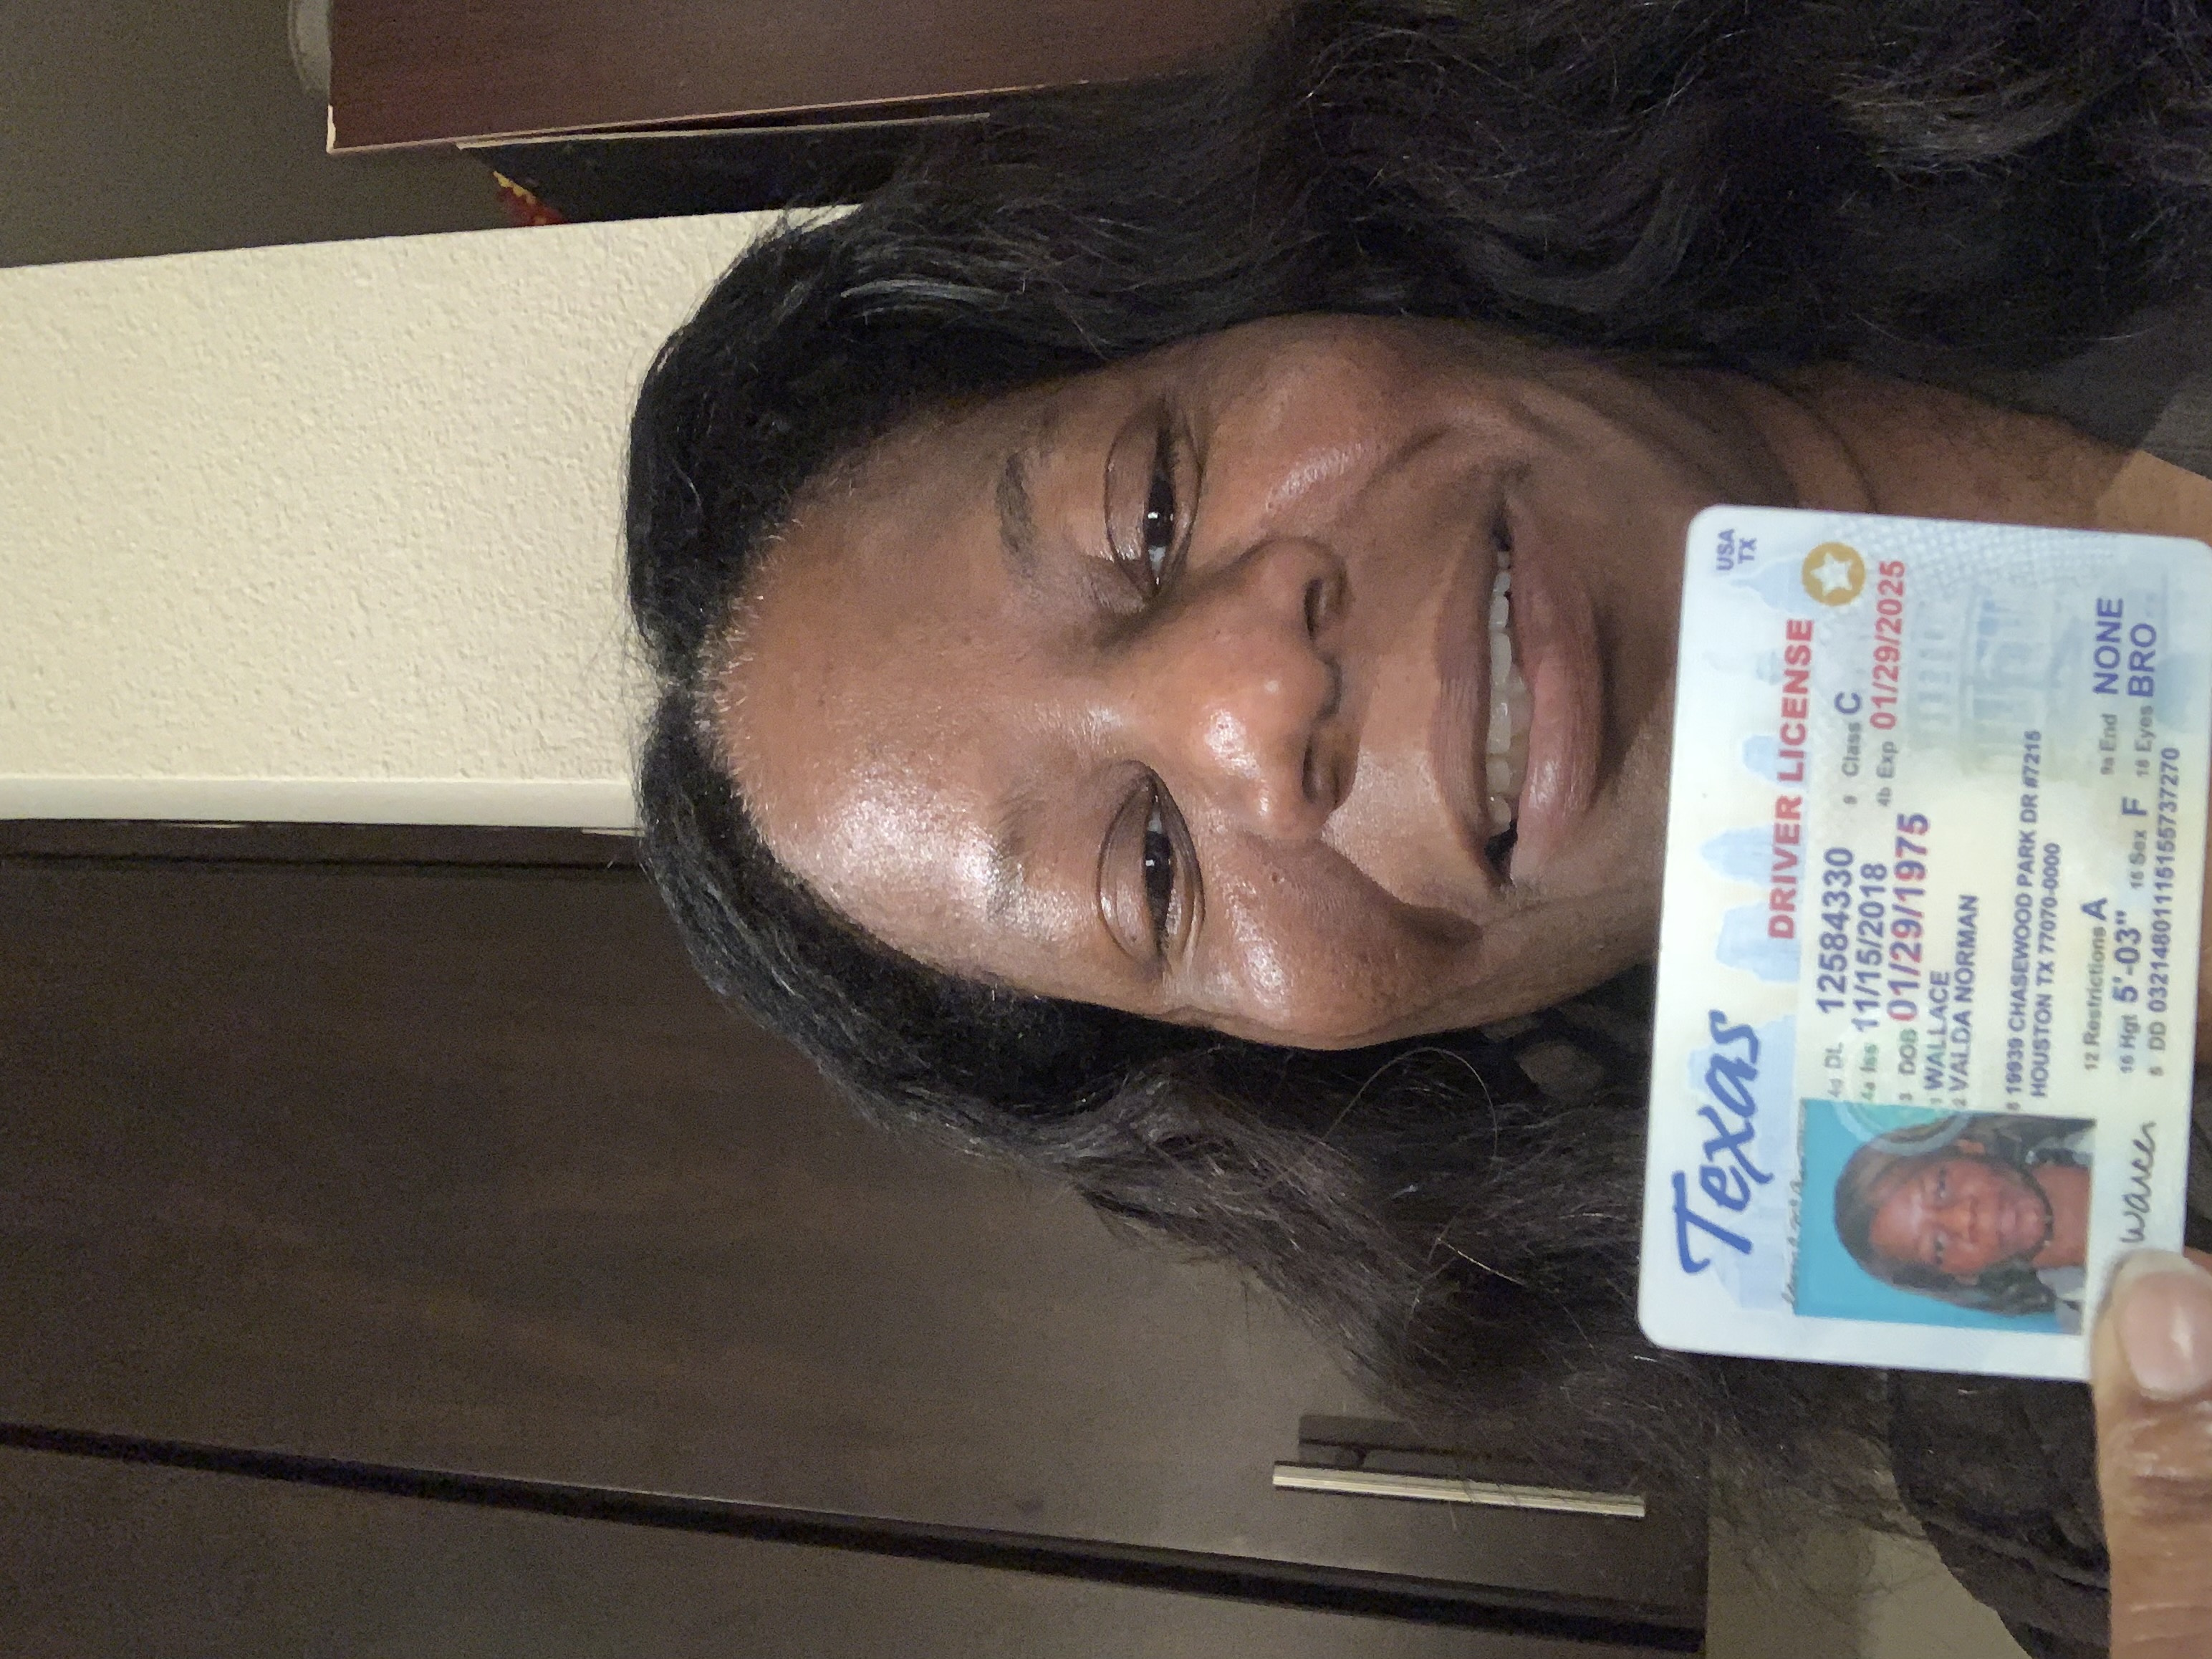 Texas
USA
TX
DRIVER LICENSE
4d DL 12584330 9 Class C
4a Iss 11/15/2018 4b Exp 01/29/2025
3 DOB 01/29/1975
1 WALLACE
2 VALDA NORMAN
8 19939 CHASEWOOD PARK DR #7215
HOUSTON TX 77070-0000
12 Restrictions A 9a End NONE
16 Hgt 5'-03" 15 Sex F 18 Eyes BRO
5 DD 03214801115155737270